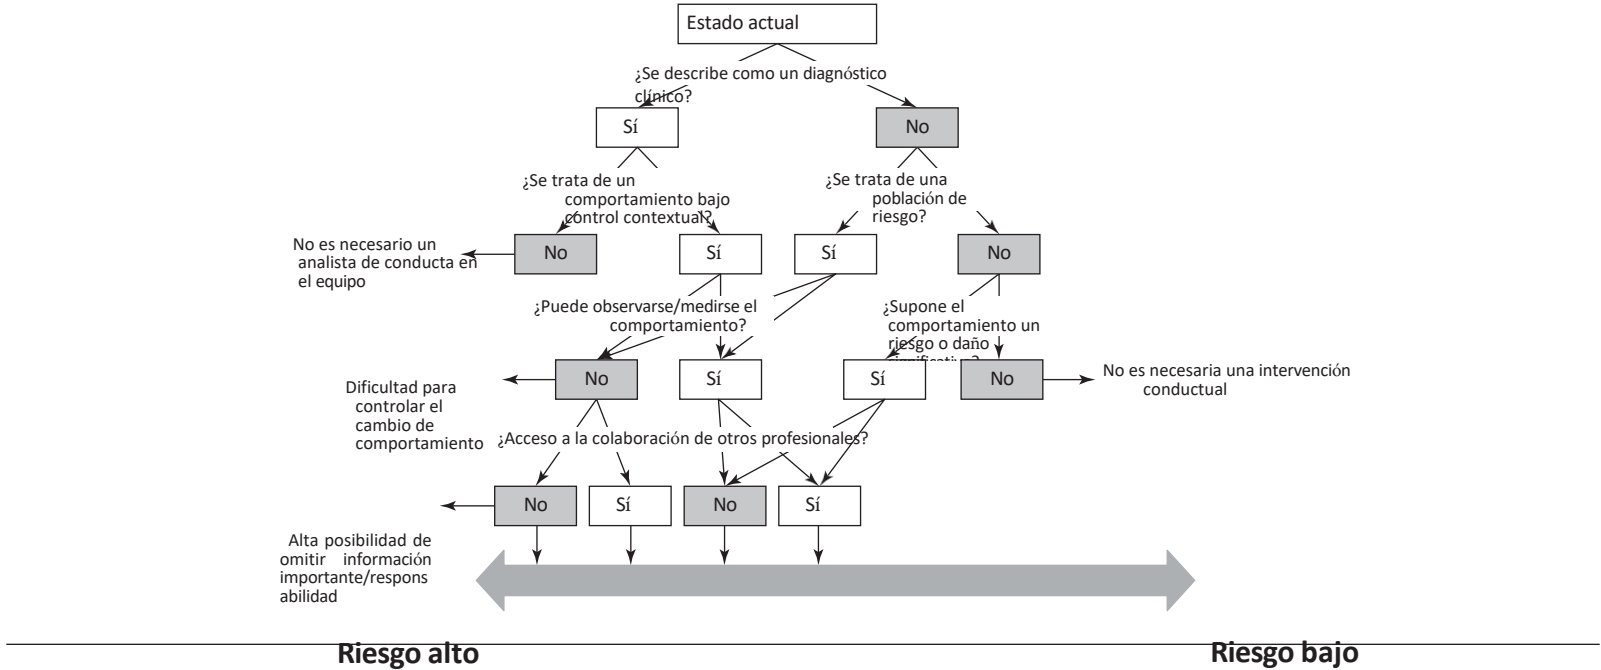 Estado actual
¿Se describe como un diagnóstico
clínico?
Sí
No
¿Se trata de un
comportamiento bajo
control contextual?
¿Se trata de una
población de
riesgo?
No es necesario un
analista de conducta en
el equipo
No
Sí
Sí
No
¿Puede observarse/medirse el
comportamiento?
¿Supone el
comportamiento un
riesgo o daño
significativo?
Dificultad para
controlar el
cambio de
comportamiento
No
Sí
Sí
No
No es necesaria una intervención
conductual
¿Acceso a la colaboración de otros profesionales?
No
Sí
No
Sí
Alta posibilidad de
omitir información
importante/respons
abilidad
Riesgo alto
Riesgo bajo